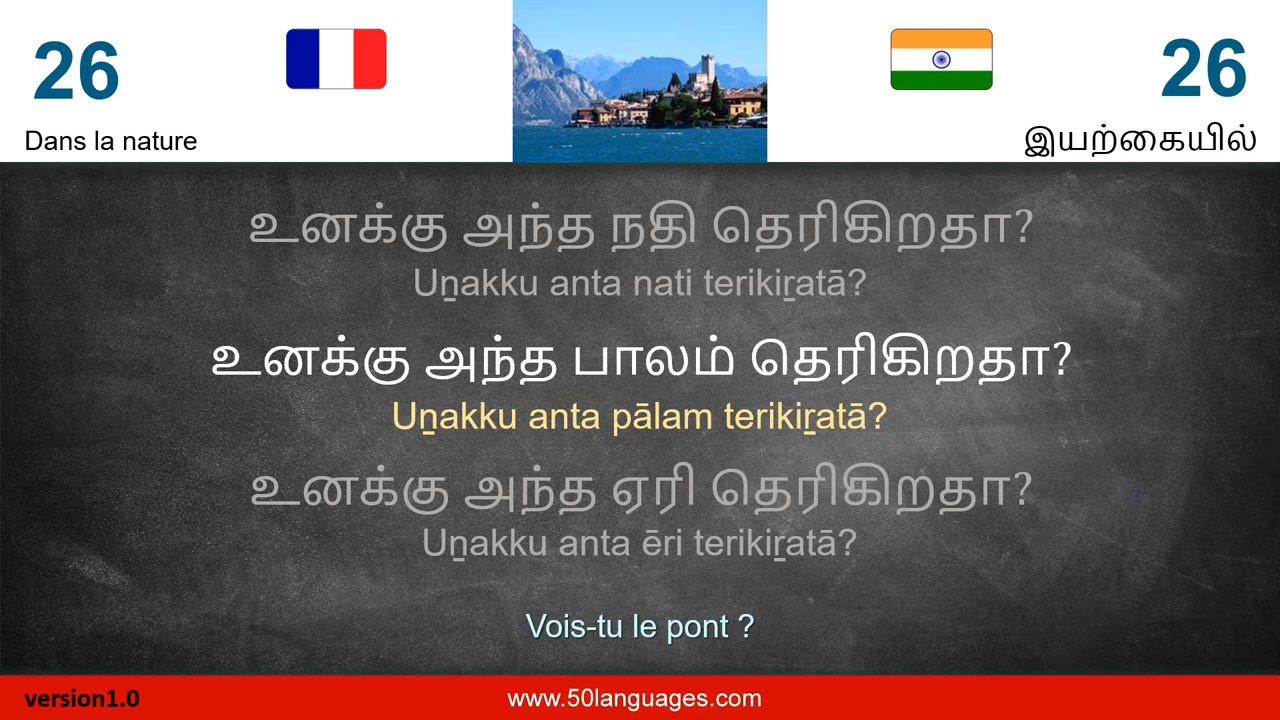 26
26
Dans la nature
இயற்கையில்
உனக்கு அந்த நதி தெரிகிறதா?
Uṉakku anta nati terikiṟatā?
உனக்கு அந்த பாலம் தெரிகிறதா?
Uṉakku anta pālam terikiṟatā?
உனக்கு அந்த ஏரி தெரிகிறதா?
Uṉakku anta ēri terikiṟatā?
Vois-tu le pont ?
version1.0
www.50languages.com